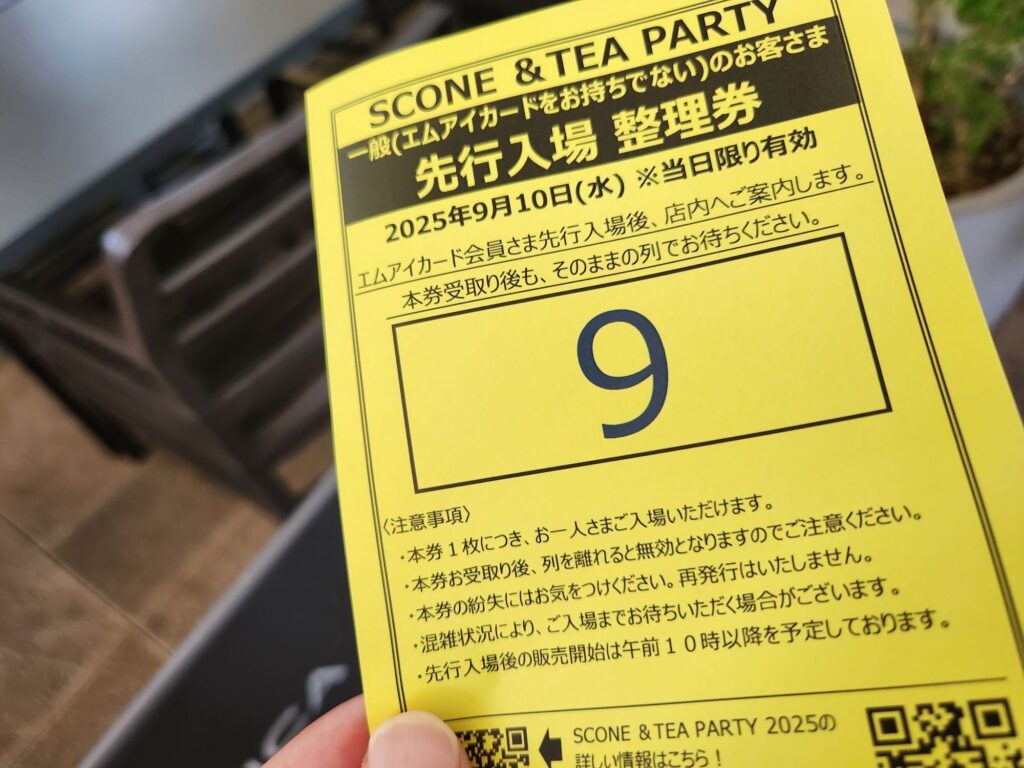 SCONE & TEA PARTY
一般(エムアイカードをお持ちでない)のお客さま
先行入場 整理券
2025年9月10日(水) ※当日限り有効
エムアイカード会員さま先行入場後、店内へご案内します。
本券受取り後も、そのままの列でお待ちください。
9
〈注意事項〉
・本券1枚につき、お一人さまご入場いただけます。
・本券お受取り後、列を離れると無効となりますのでご注意ください。
・本券の紛失にはお気をつけください。再発行はいたしません。
・混雑状況により、ご入場までお待ちいただく場合がございます。
・先行入場後の販売開始は午前10時以降を予定しております。
SCONE & TEA PARTY 2025の
詳しい情報はこちら!